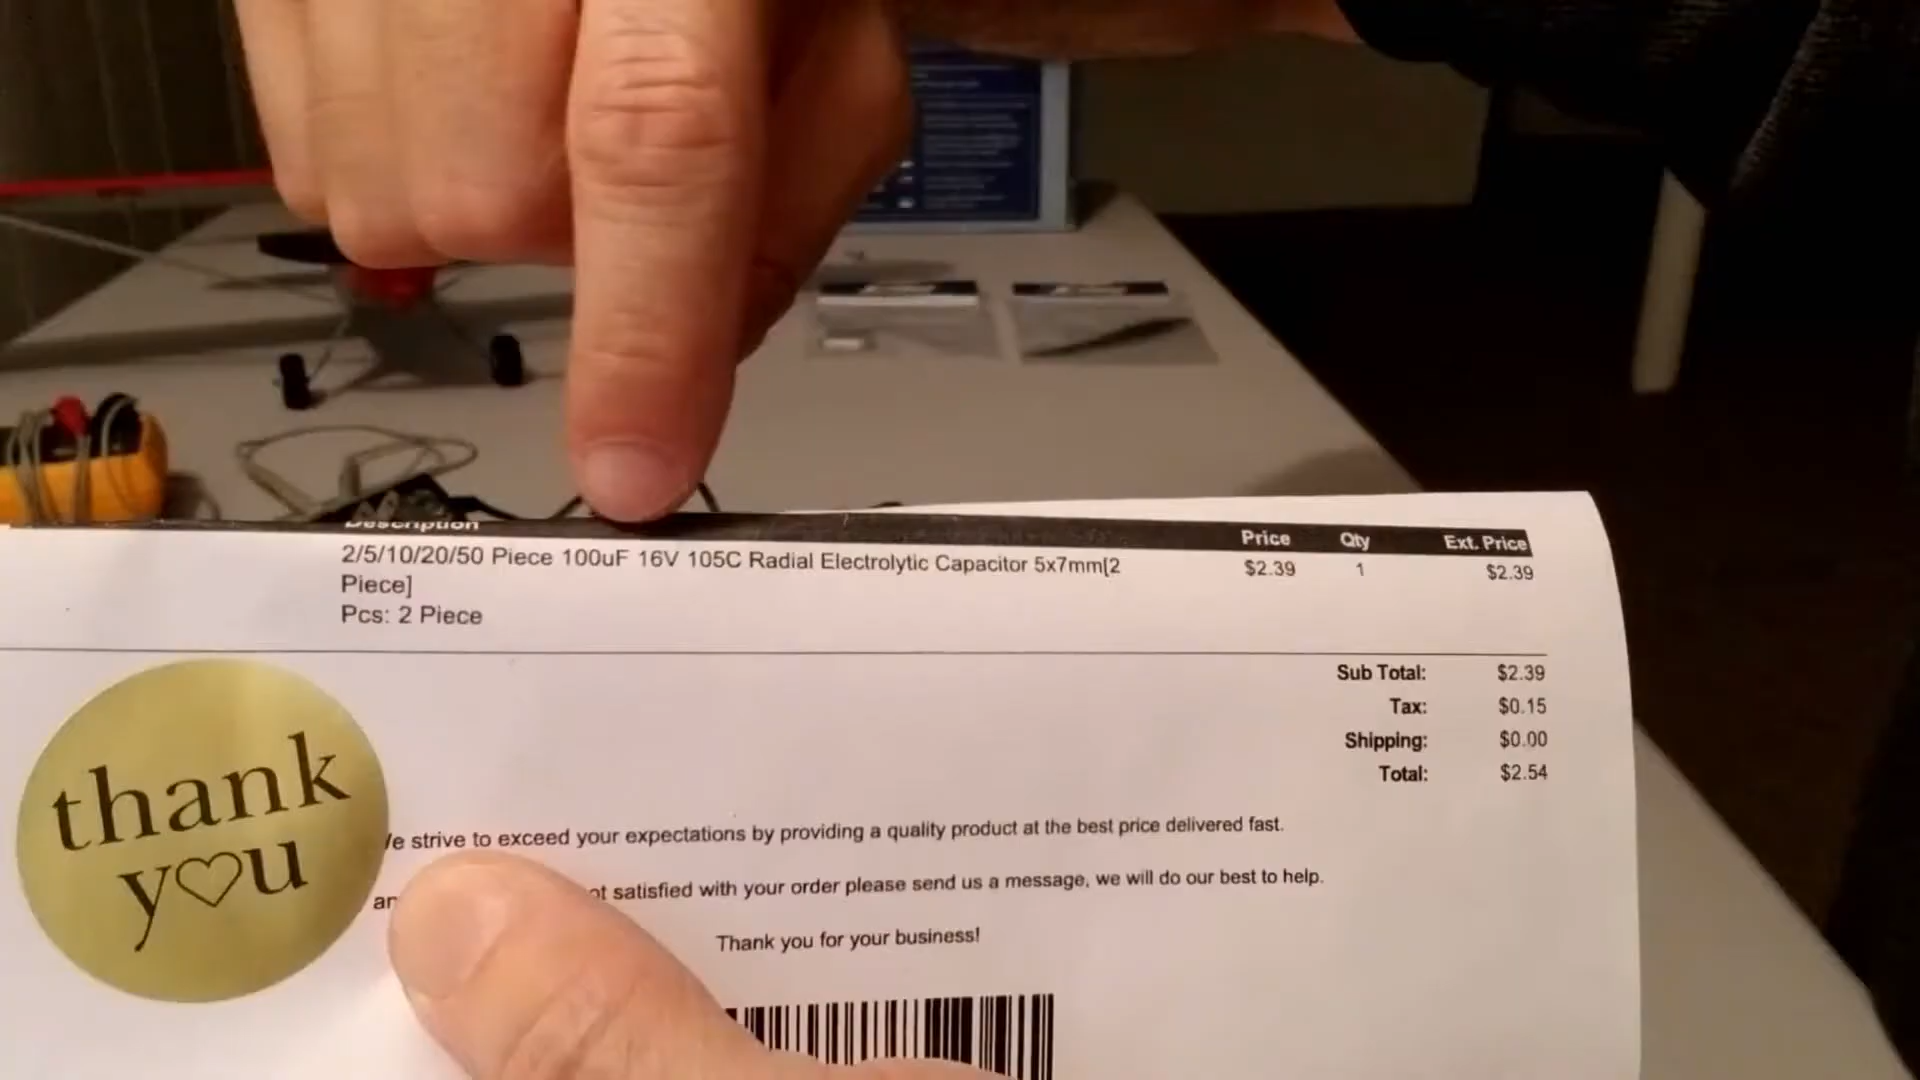 Description Price Qty Ext. Price
2/5/10/20/50 Piece 100uF 16V 105C Radial Electrolytic Capacitor 5x7mm[2 $2.39 1 $2.39
Piece]
Pcs: 2 Piece
Sub Total: $2.39
Tax: $0.15
Shipping: $0.00
Total: $2.54
thank
you
strive to exceed your expectations by providing a quality product at the best price delivered fast.
satisfied with your order please send us a message, we will do our best to help.
Thank you for your business!